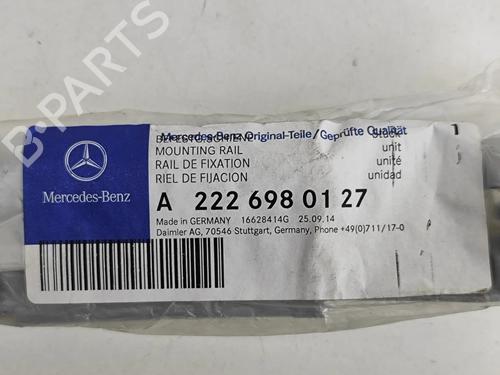 B-PARTS
Mercedes-Benz Original-Teile/Geprüfte Qualität
MOUNTING RAIL unit
RAIL DE FIXATION unité
RIEL DE FIJACION unidad
Mercedes-Benz
A 222 698 01 27
Made in GERMANY 16628414G 25.09.14
Daimler AG, 70546 Stuttgart, Germany, Phone +49(0)711/17-0